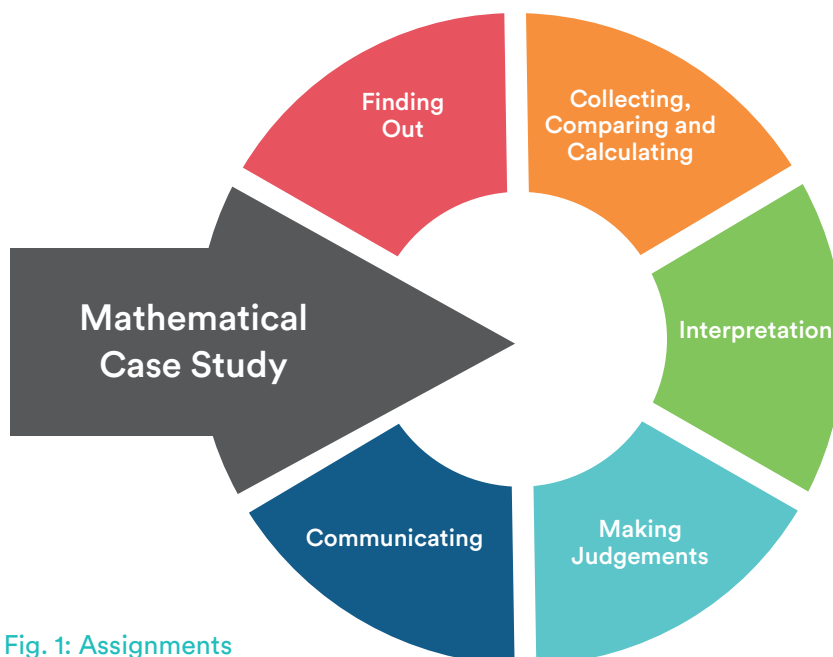 Finding
Out
Collecting,
Comparing and
Calculating
Mathematical
Case Study
Interpretation
Communicating
Making
Judgements
Fig. 1: Assignments